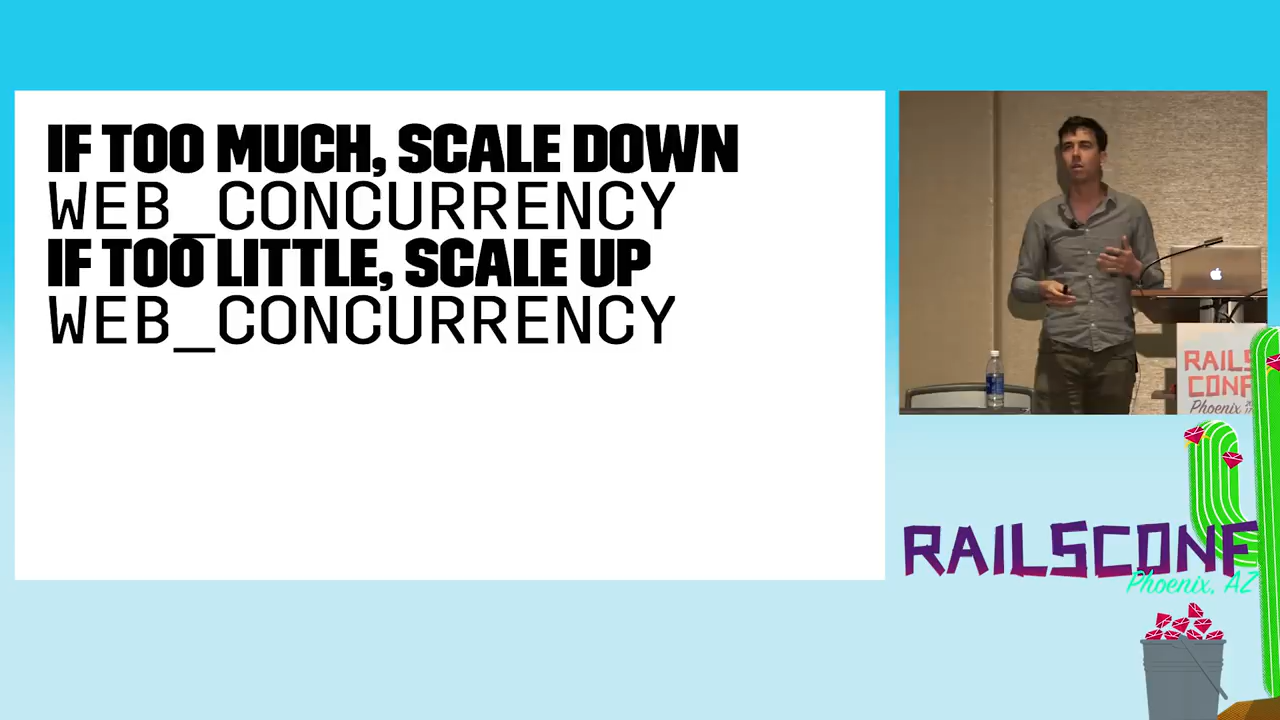 IF TOO MUCH, SCALE DOWN
WEB_CONCURRENCY
IF TOO LITTLE, SCALE UP
WEB_CONCURRENCY
RAILS
CONF
Phoenix
RAILSCONF
Phoenix, AZ